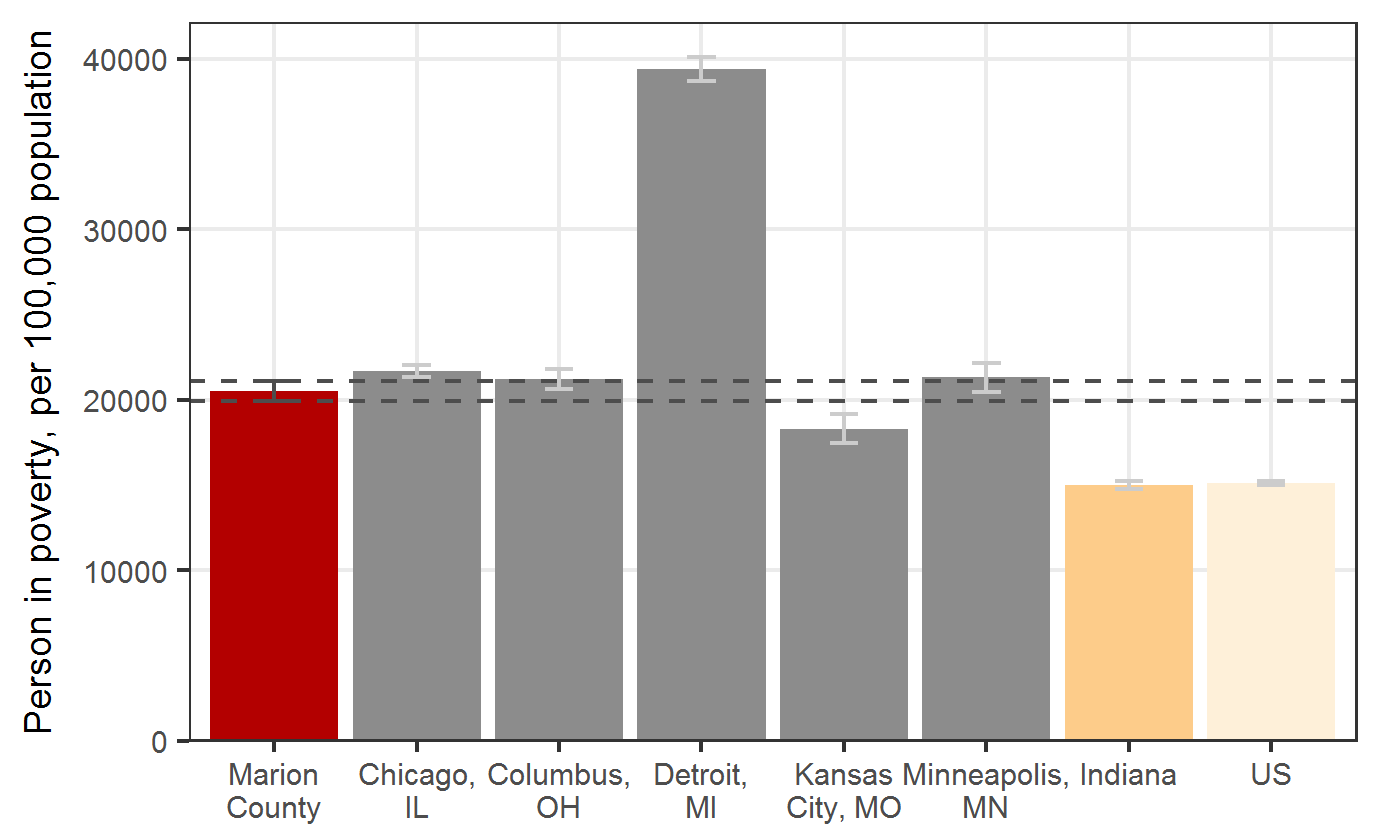 Person in poverty, per 100,000 population
40000
30000
20000
10000
0
Marion
County
Chicago,
IL
Columbus,
OH
Detroit,
MI
Kansas
City, MO
Minneapolis,
MN
Indiana
US